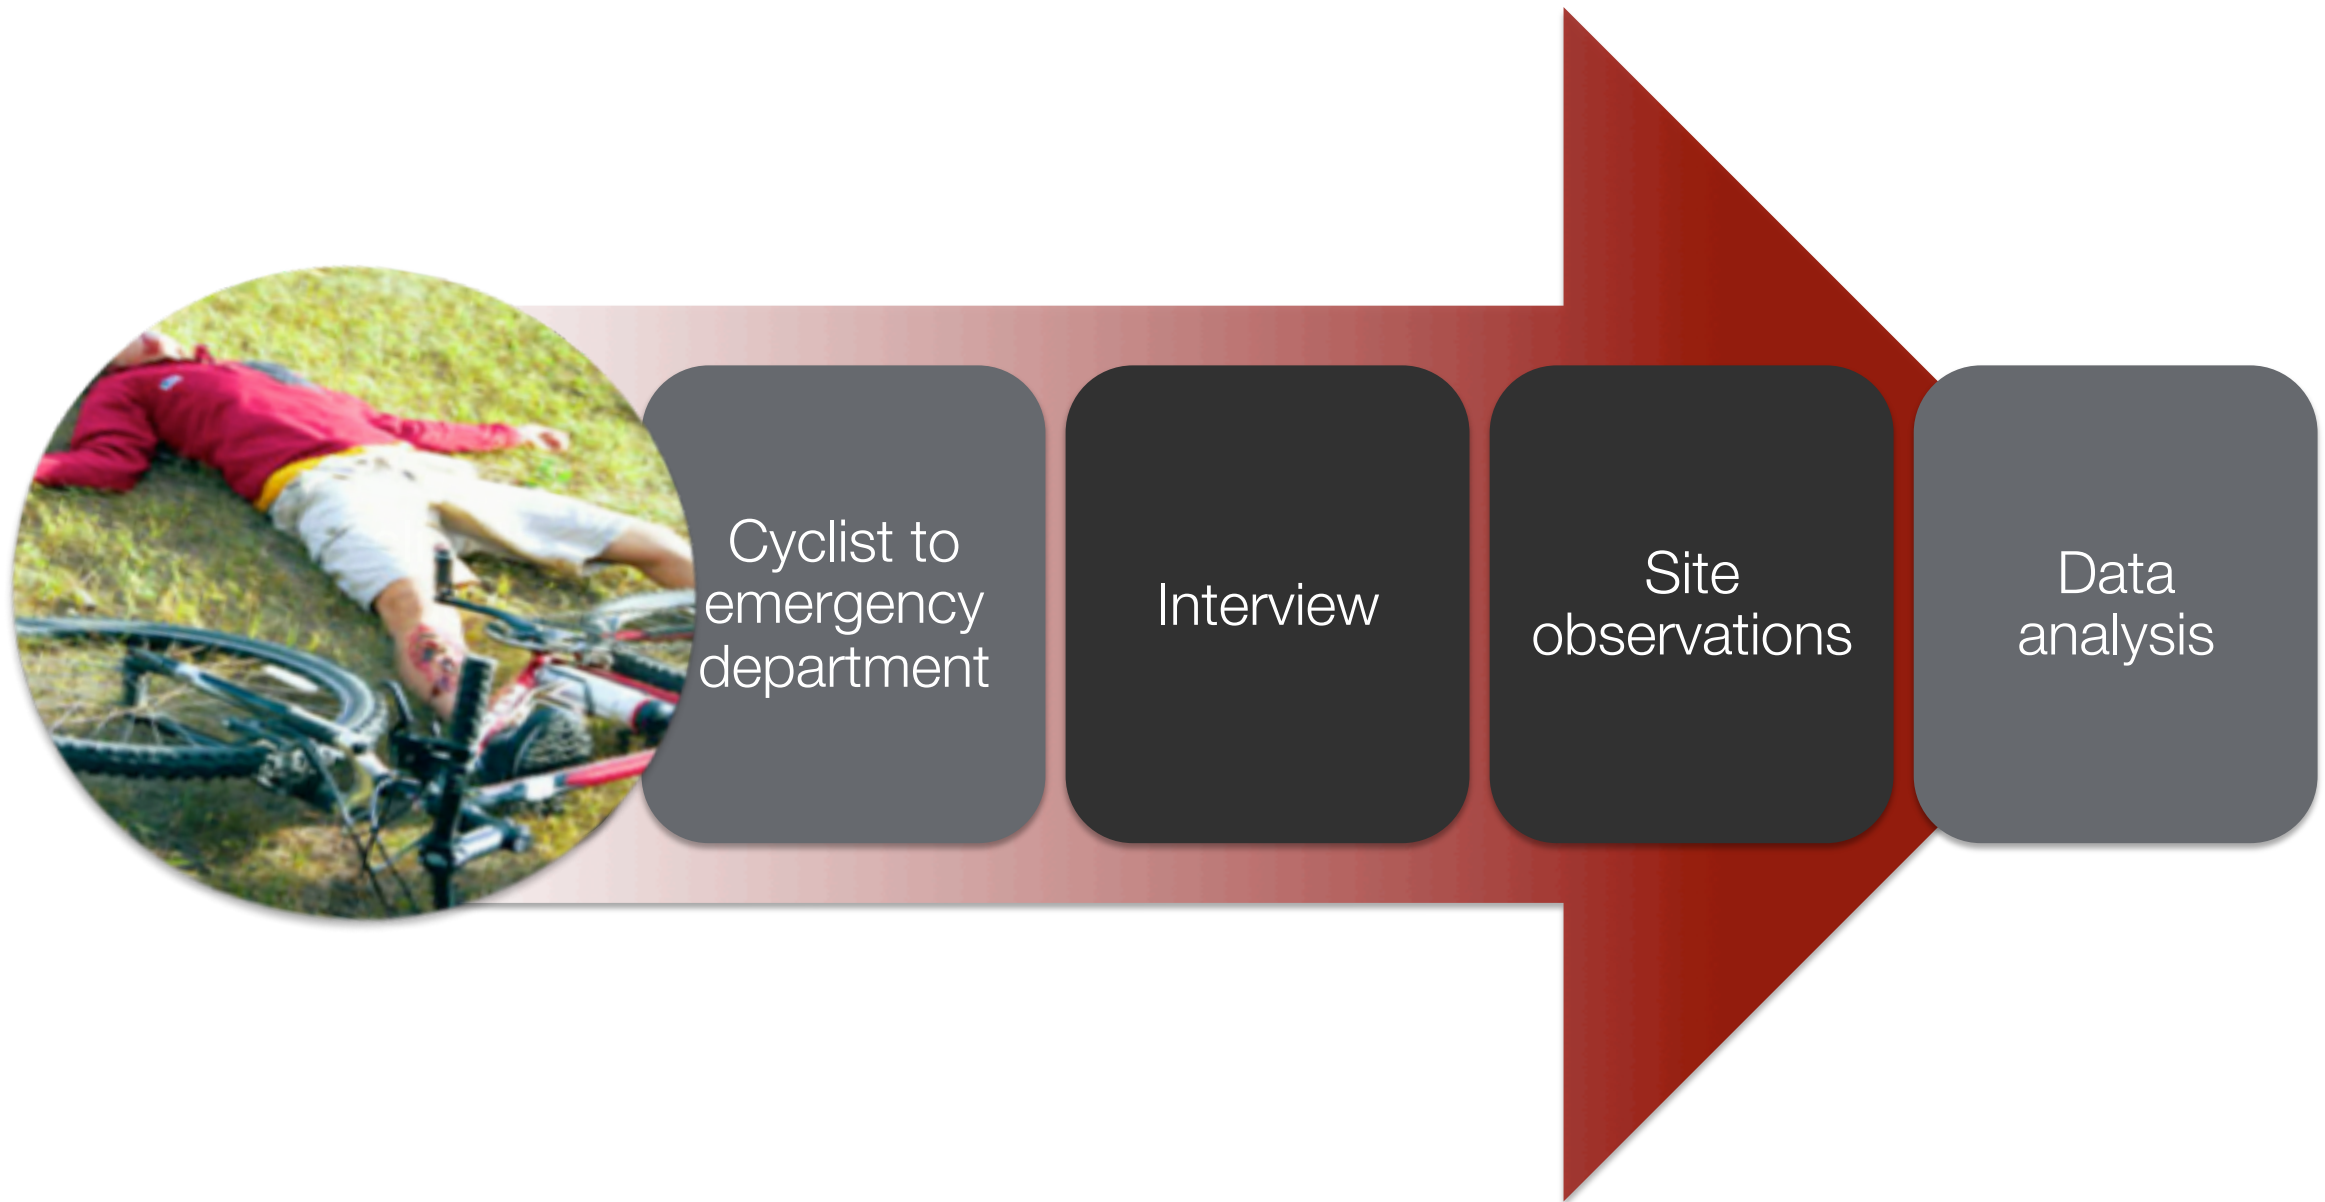 Cyclist to
emergency
department
Interview
Site
observations
Data
analysis